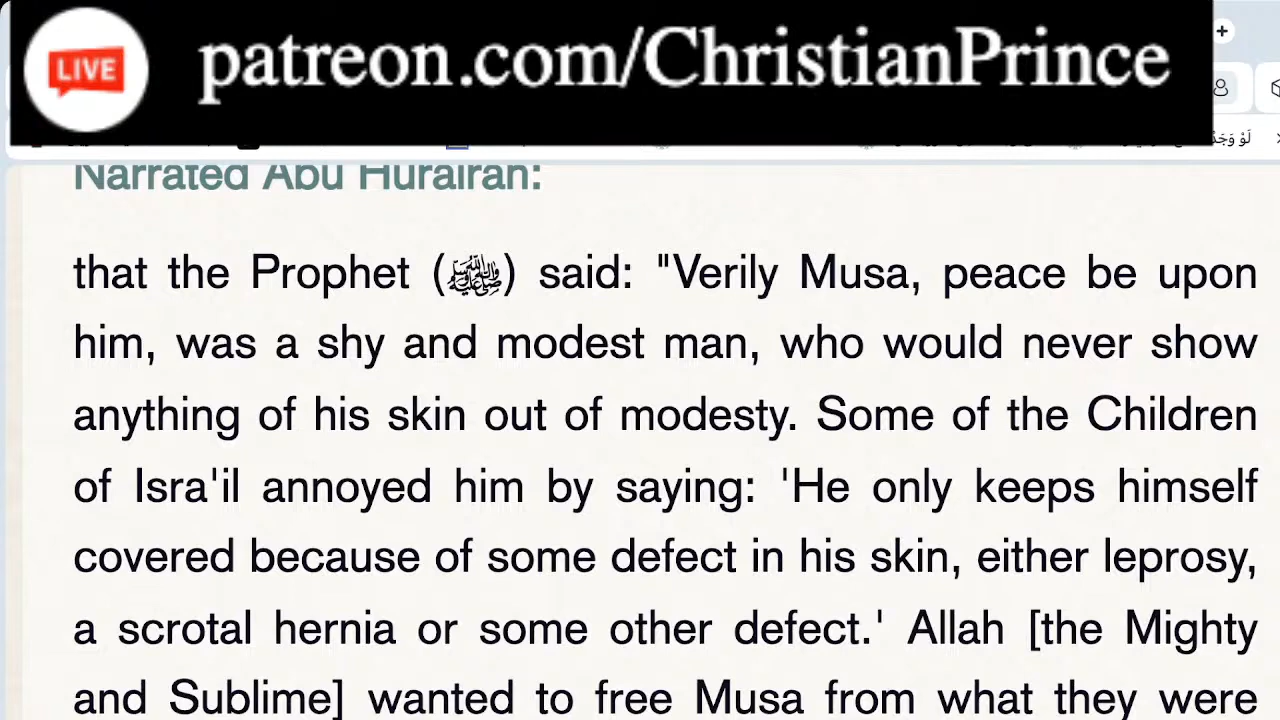 LIVE
patreon.com/ChristianPrince
Narrated Abu Hurairah:
that the Prophet (ﷺ) said: "Verily Musa, peace be upon
him, was a shy and modest man, who would never show
anything of his skin out of modesty. Some of the Children
of Isra'il annoyed him by saying: 'He only keeps himself
covered because of some defect in his skin, either leprosy,
a scrotal hernia or some other defect.' Allah [the Mighty
and Sublime] wanted to free Musa from what they were